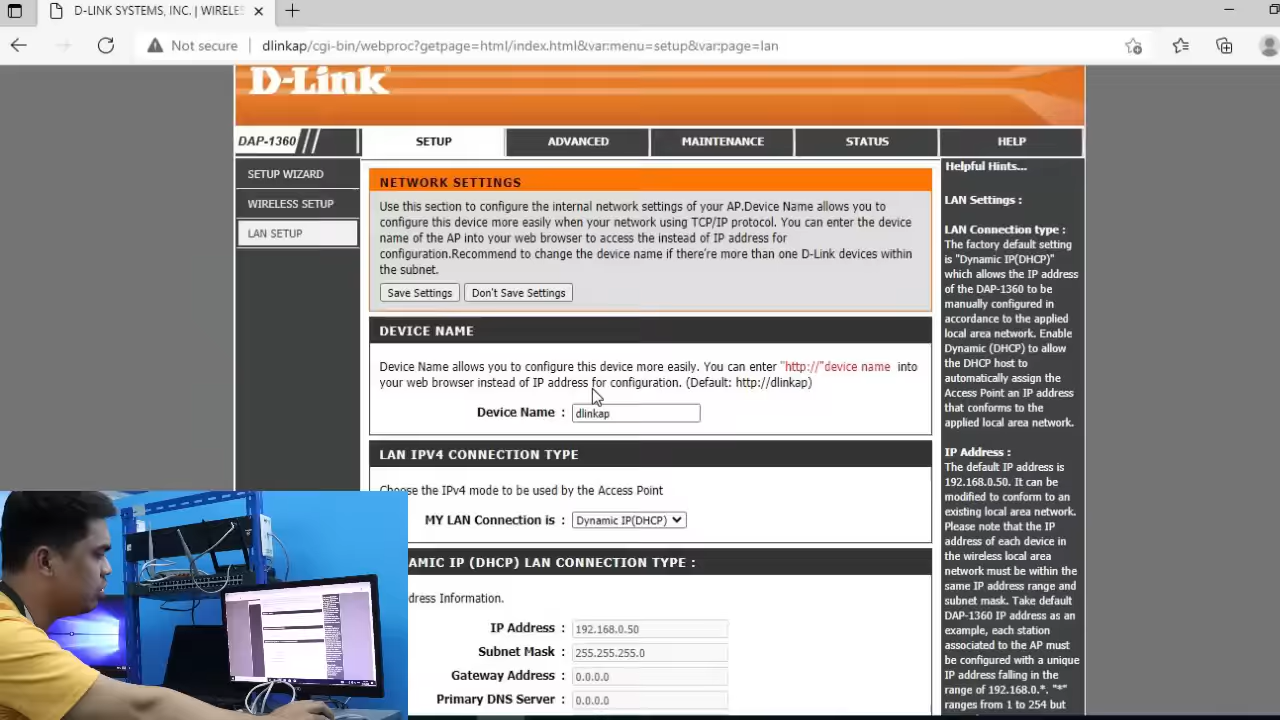 D-LINK SYSTEMS, INC. | WIRELES
Not secure
dlinkap/cgi-bin/webproc?getpage=html/index.html&var:menu=setup&var:page=lan
D-Link
DAP-1360
SETUP
ADVANCED
MAINTENANCE
STATUS
HELP
SETUP WIZARD
WIRELESS SETUP
LAN SETUP
NETWORK SETTINGS
Use this section to configure the internal network settings of your AP.Device Name allows you to
configure this device more easily when your network using TCP/IP protocol. You can enter the device
name of the AP into your web browser to access the instead of IP address for
configuration.Recommend to change the device name if there're more than one D-Link devices within
the subnet.
Save Settings
Don't Save Settings
DEVICE NAME
Device Name allows you to configure this device more easily. You can enter "http://"device name into
your web browser instead of IP address for configuration. (Default: http://dlinkap)
Device Name : dlinkap
LAN IPV4 CONNECTION TYPE
Choose the IPv4 mode to be used by the Access Point
MY LAN Connection is : Dynamic IP(DHCP)
AMIC IP (DHCP) LAN CONNECTION TYPE :
dress Information.
IP Address : 192.168.0.50
Subnet Mask : 255.255.255.0
Gateway Address : 0.0.0.0
Primary DNS Server : 0.0.0.0
Helpful Hints...
LAN Settings :
LAN Connection type :
The factory default setting
is "Dynamic IP(DHCP)"
which allows the IP address
of the DAP-1360 to be
manually configured in
accordance to the applied
local area network. Enable
Dynamic (DHCP) to allow
the DHCP host to
automatically assign the
Access Point an IP address
that conforms to the
applied local area network.
IP Address :
The default IP address is
192.168.0.50. It can be
modified to conform to an
existing local area network.
Please note that the IP
address of each device in
the wireless local area
network must be within the
same IP address range and
subnet mask. Take default
DAP-1360 IP address as an
example, each station
associated to the AP must
be configured with a unique
IP address falling in the
range of 192.168.0.*. "*"
ranges from 1 to 254 but